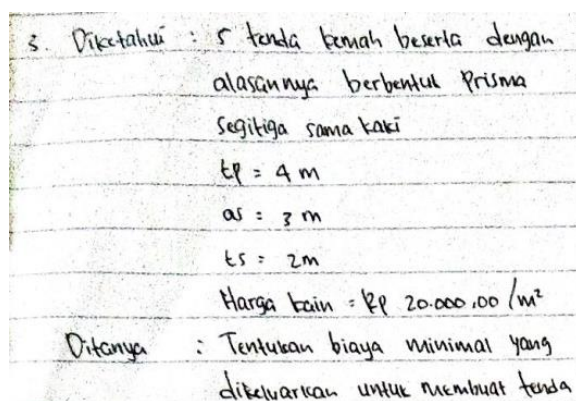 3. Diketahui : 5 tenda kemah beserta dengan
alasannya berbentuk Prisma
segitiga sama kaki
tp = 4 m
as = 3 m
ts = 2m
Harga kain = Rp 20.000,00 /m²
Ditanya : Tentukan biaya minimal yang
dikeluarkan untuk membuat tenda